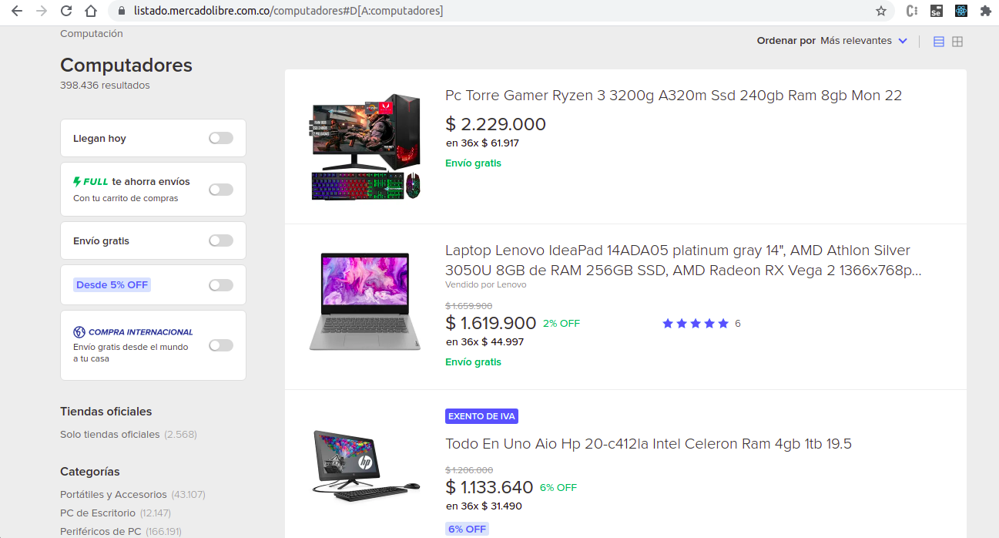 listado.mercadolibre.com.co/computadores#D[A:computadores]
Se
Computación
Ordenar por Más relevantes
Computadores
398.436 resultados
Llegan hoy
FULL te ahorra envíos
Con tu carrito de compras
Envío gratis
Desde 5% OFF
COMPRA INTERNACIONAL
Envío gratis desde el mundo
a tu casa
Tiendas oficiales
Solo tiendas oficiales (2.568)
Categorías
Portátiles y Accesorios (43.107)
PC de Escritorio (12.147)
Periféricos de PC (166.191)
RYZEN
RAM 8GB
SSD 240GB
Pc Torre Gamer Ryzen 3 3200g A320m Ssd 240gb Ram 8gb Mon 22
$ 2.229.000
en 36x $ 61.917
Envío gratis
Laptop Lenovo IdeaPad 14ADA05 platinum gray 14", AMD Athlon Silver
3050U 8GB de RAM 256GB SSD, AMD Radeon RX Vega 2 1366x768p...
Vendido por Lenovo
$ 1.659.900
$ 1.619.900 2% OFF
6
en 36x $ 44.997
Envío gratis
EXENTO DE IVA
hp
Todo En Uno Aio Hp 20-c412la Intel Celeron Ram 4gb 1tb 19.5
$ 1.206.000
$ 1.133.640 6% OFF
en 36x $ 31.490
6% OFF